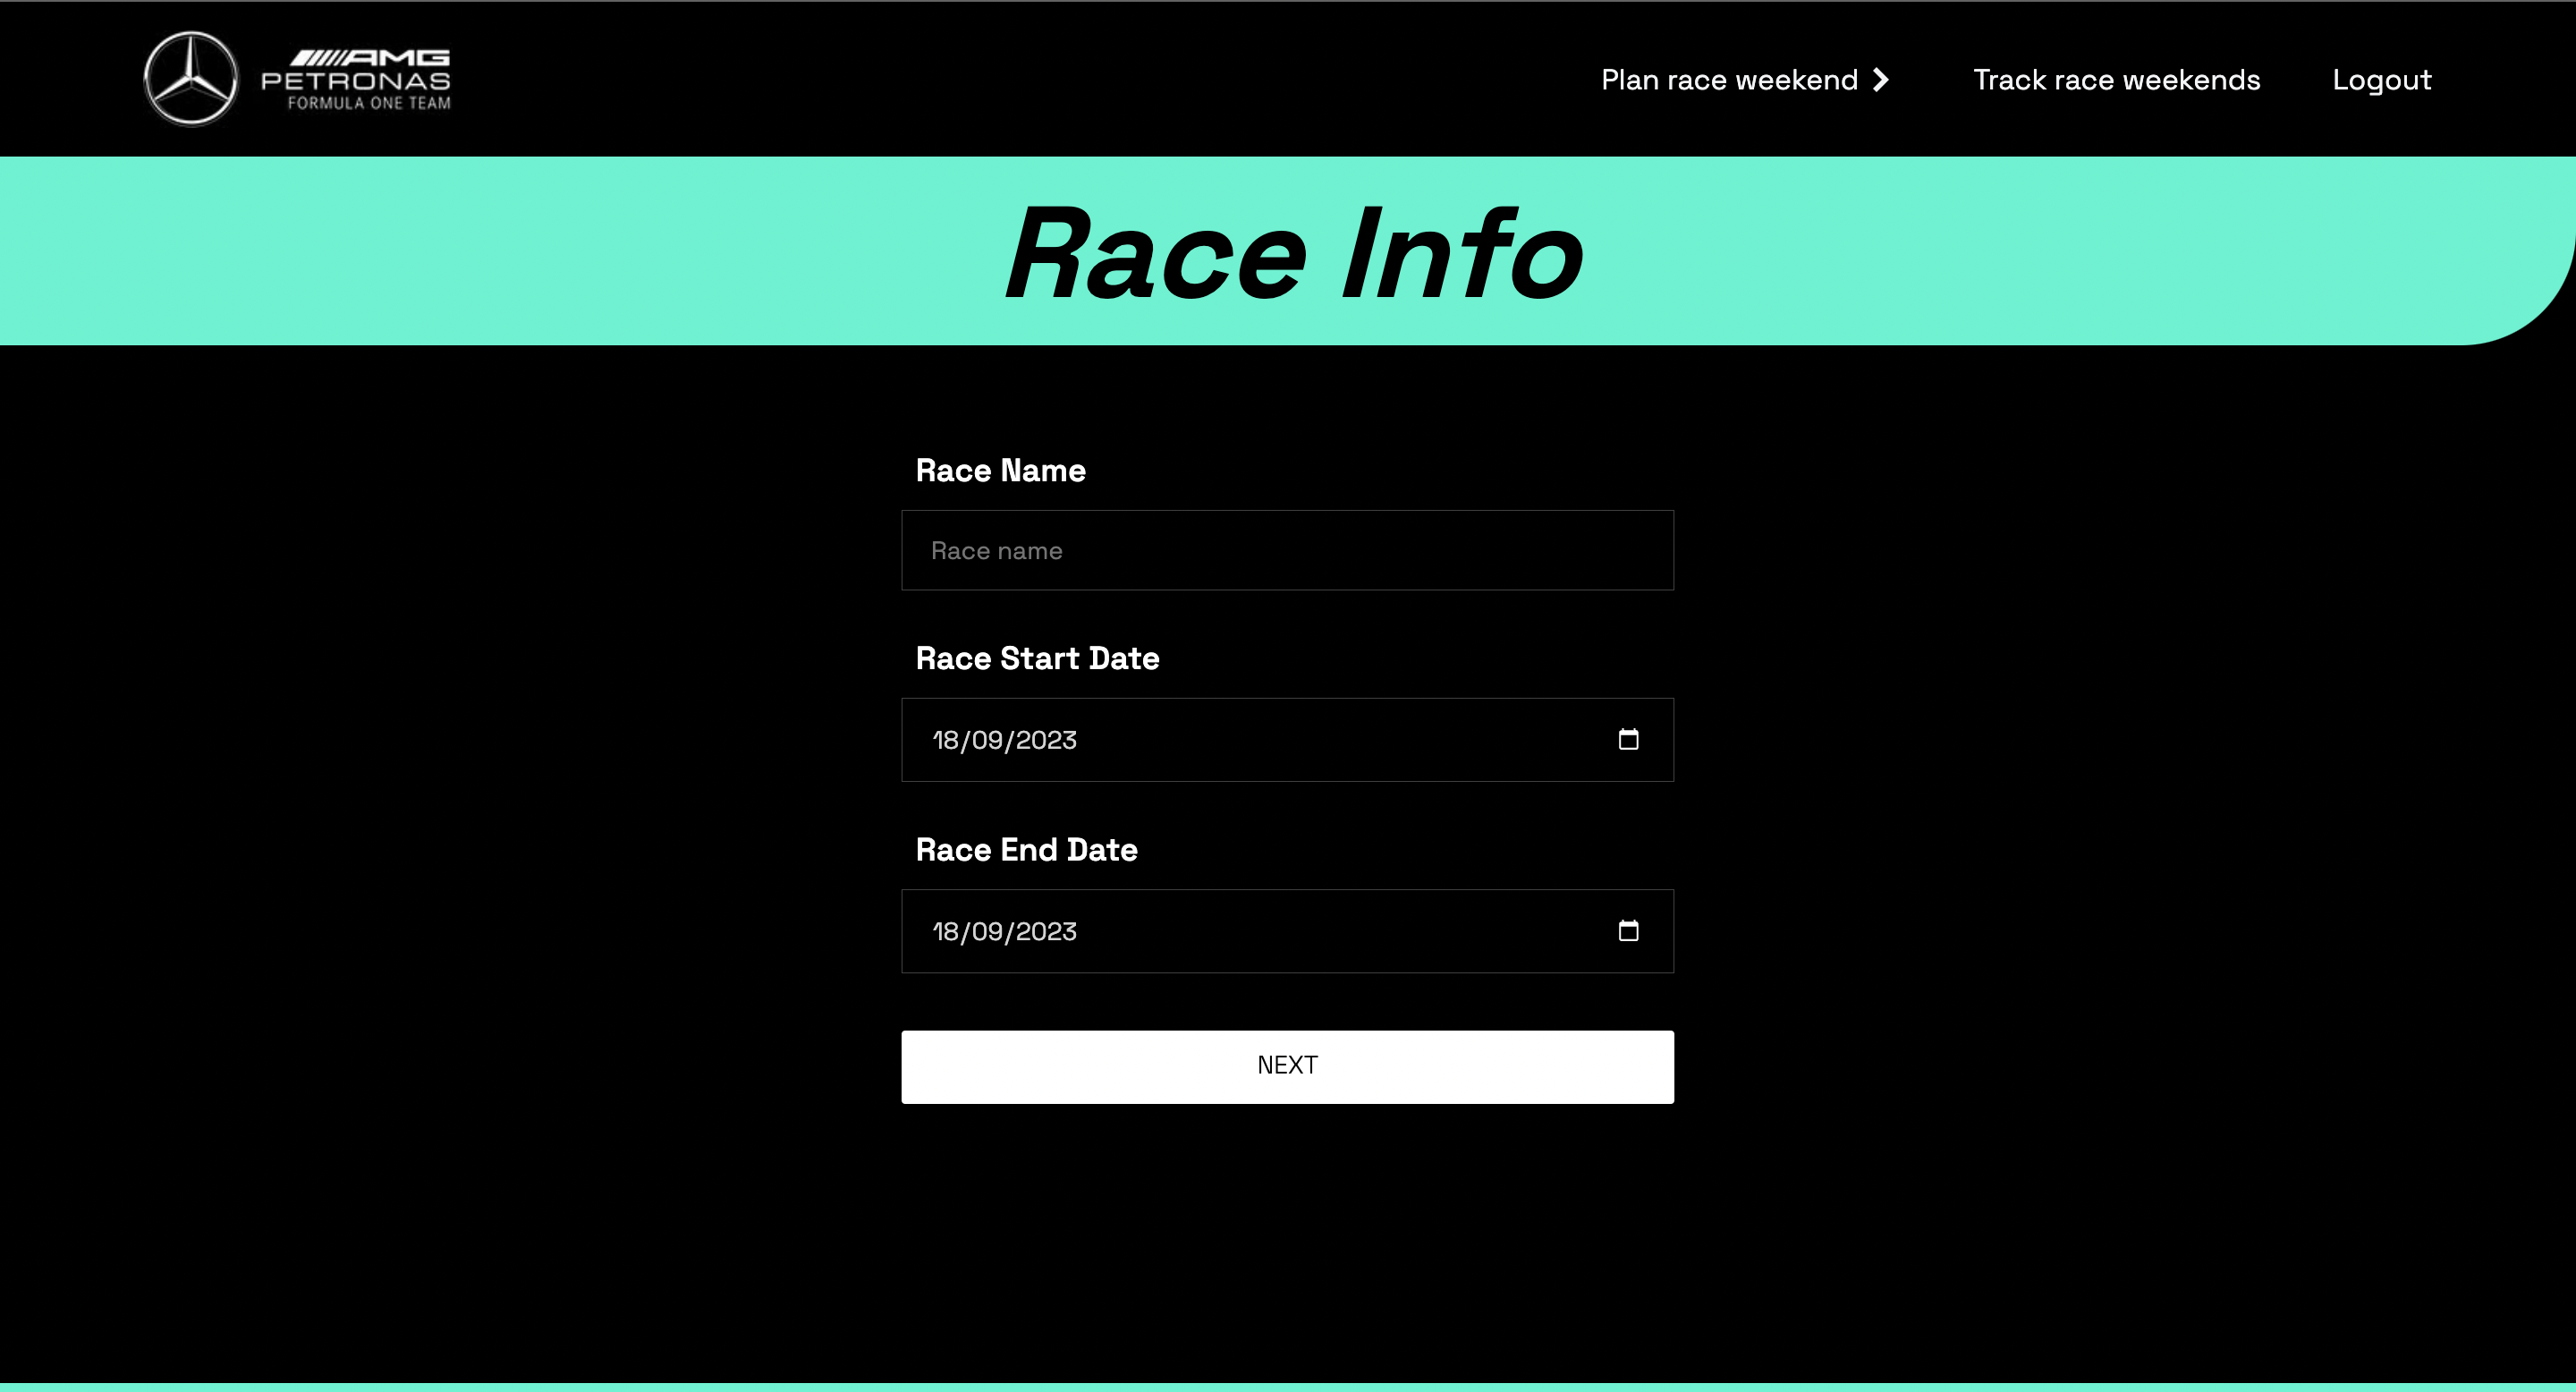 AMG
PETRONAS
FORMULA ONE TEAM
Plan race weekend
Track race weekends
Logout
Race Info
Race Name
Race name
Race Start Date
18/09/2023
Race End Date
18/09/2023
NEXT